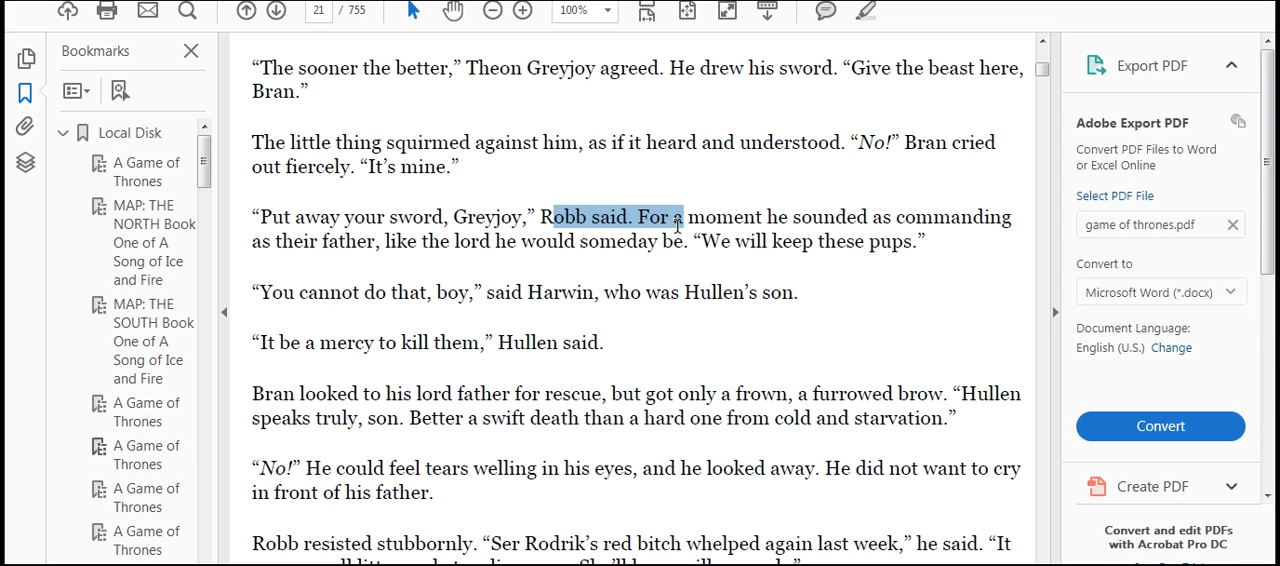 21 / 755
100%
Bookmarks
Local Disk
A Game of
Thrones
MAP: THE
NORTH Book
One of A
Song of Ice
and Fire
MAP: THE
SOUTH Book
One of A
Song of Ice
and Fire
A Game of
Thrones
A Game of
Thrones
A Game of
Thrones
A Game of
Thrones
“The sooner the better,” Theon Greyjoy agreed. He drew his sword. “Give the beast here,
Bran.”
The little thing squirmed against him, as if it heard and understood. “No!” Bran cried
out fiercely. “It’s mine.”
“Put away your sword, Greyjoy,” Robb said. For a moment he sounded as commanding
as their father, like the lord he would someday be. “We will keep these pups.”
“You cannot do that, boy,” said Harwin, who was Hullen’s son.
“It be a mercy to kill them,” Hullen said.
Bran looked to his lord father for rescue, but got only a frown, a furrowed brow. “Hullen
speaks truly, son. Better a swift death than a hard one from cold and starvation.”
“No!” He could feel tears welling in his eyes, and he looked away. He did not want to cry
in front of his father.
Robb resisted stubbornly. “Ser Rodrik’s red bitch whelped again last week,” he said. “It
Export PDF
Adobe Export PDF
Convert PDF Files to Word
or Excel Online
Select PDF File
game of thrones.pdf
Convert to
Microsoft Word (*.docx)
Document Language:
English (U.S.) Change
Convert
Create PDF
Convert and edit PDFs
with Acrobat Pro DC